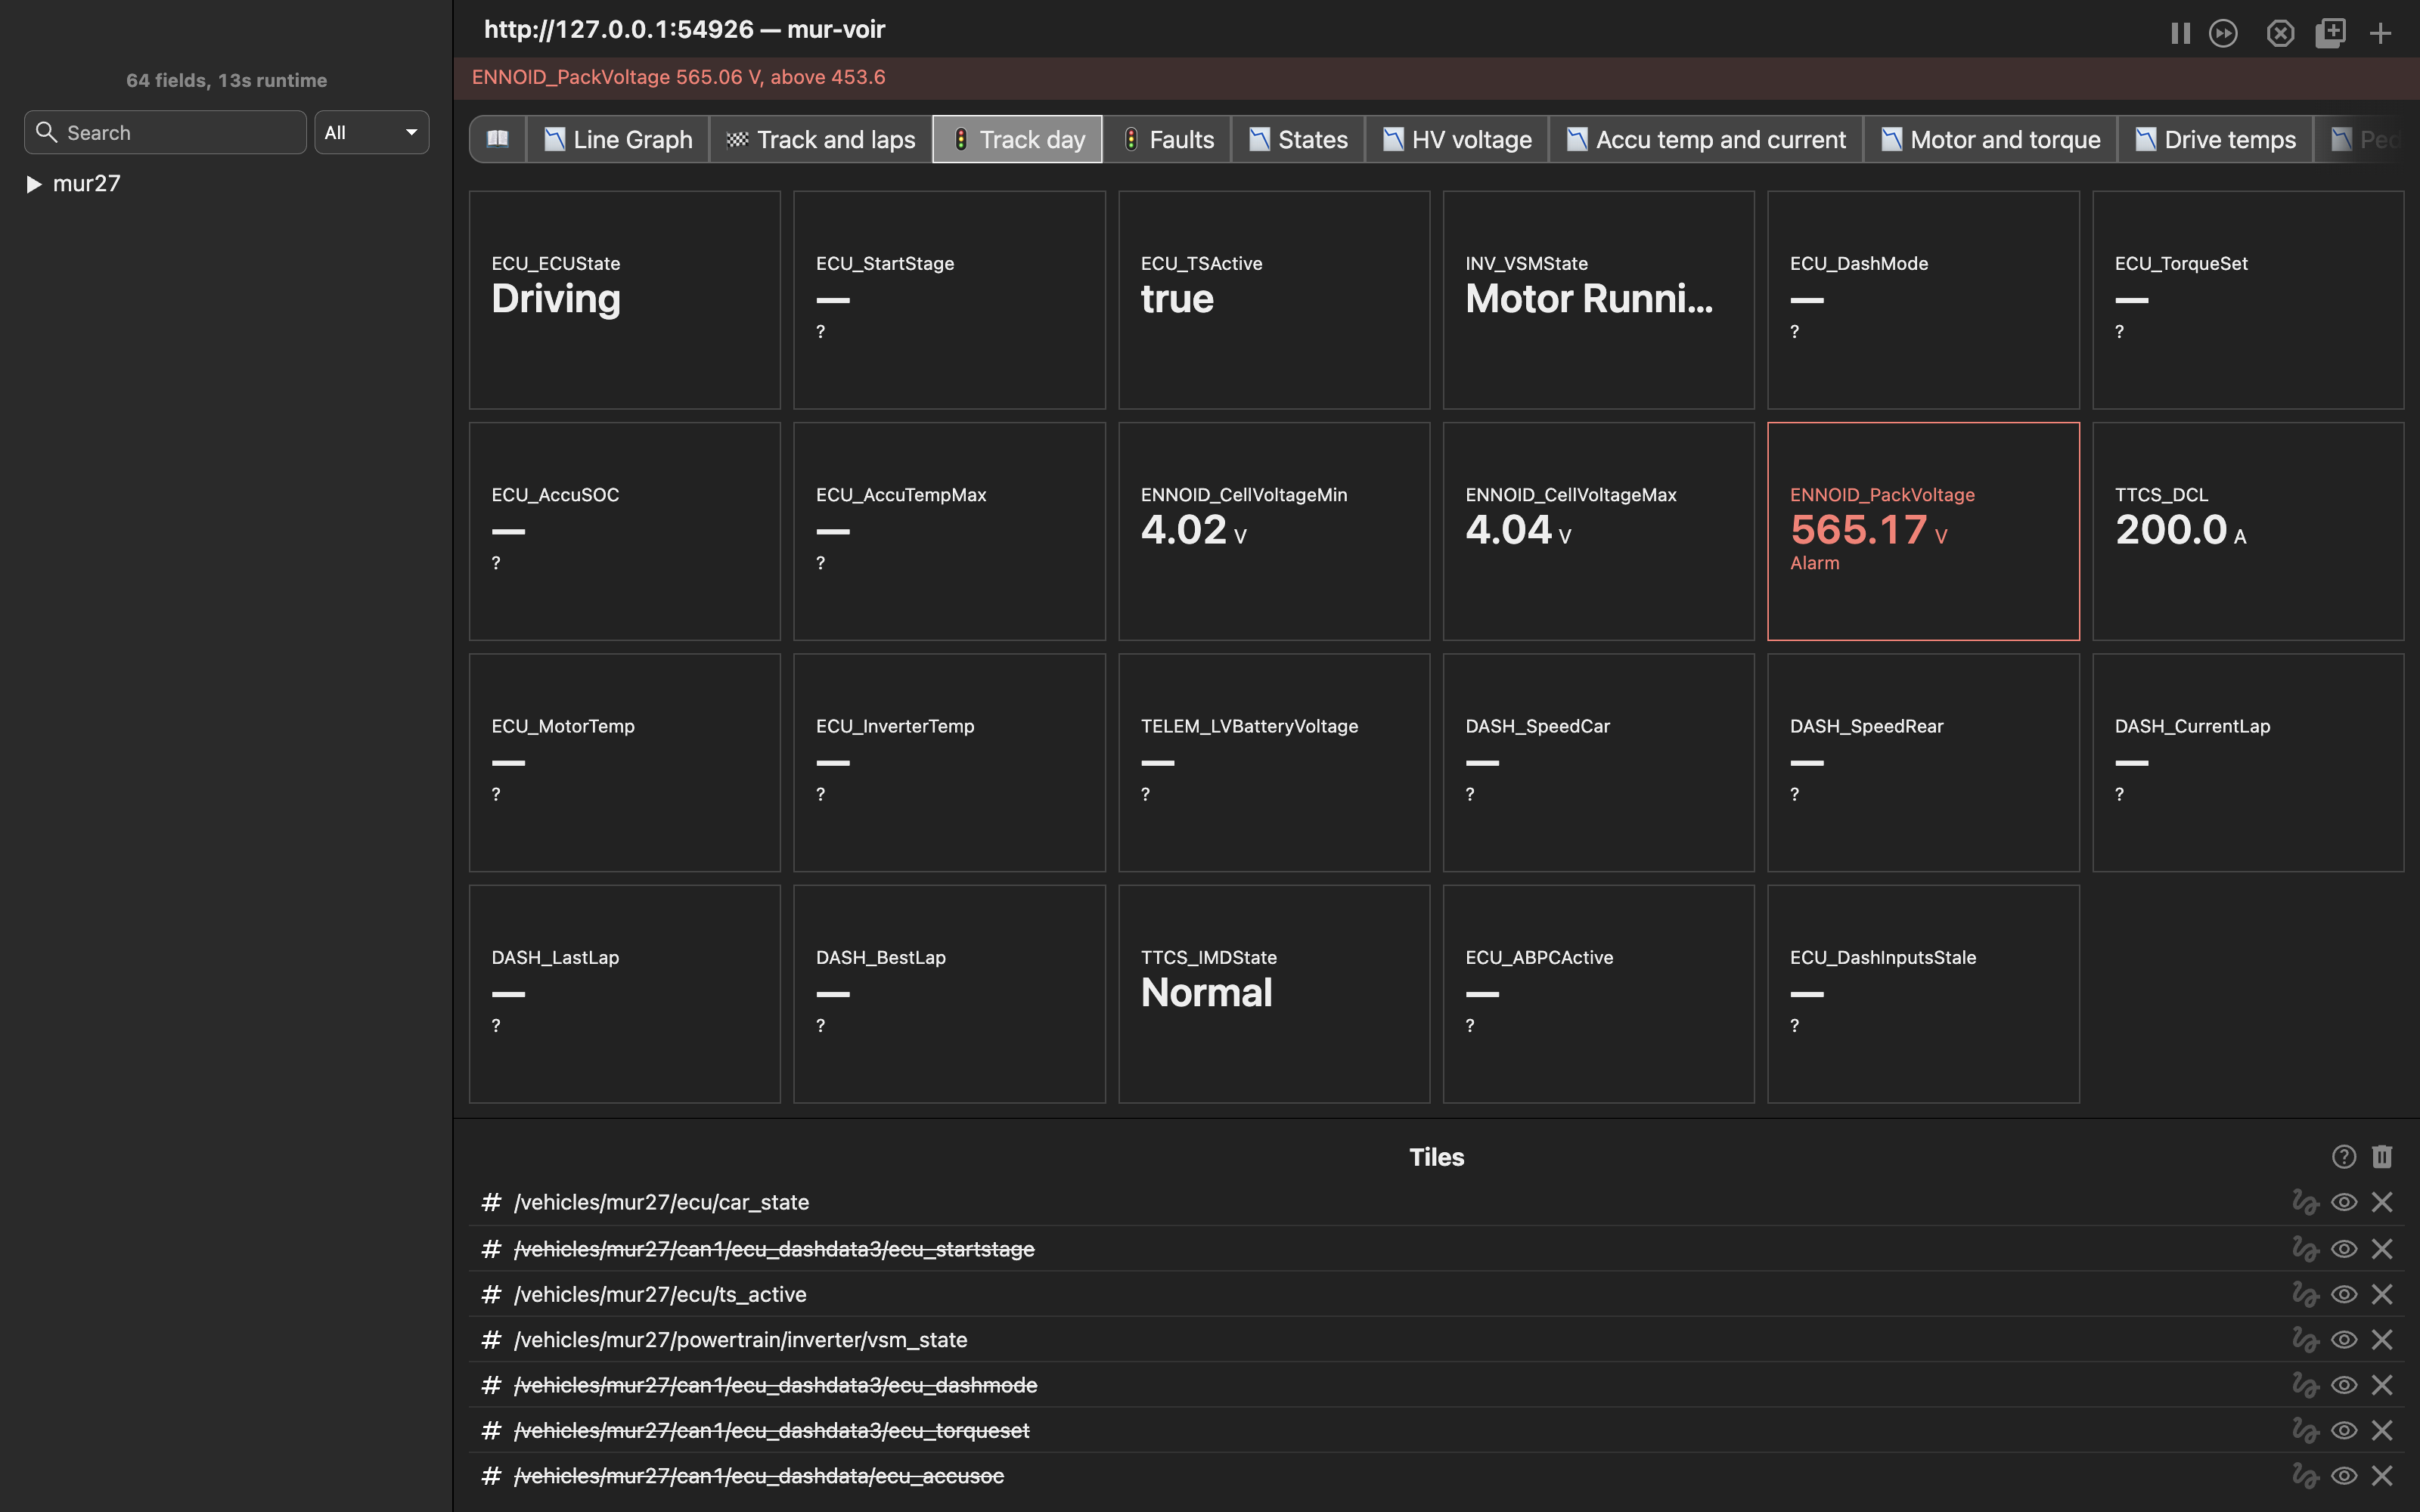 http://127.0.0.1:54926 — mur-voir
64 fields, 13s runtime
ENNOID_PackVoltage 565.06 V, above 453.6
Search
All
mur27
Line Graph
Track and laps
Track day
Faults
States
HV voltage
Accu temp and current
Motor and torque
Drive temps
ECU_ECUState
Driving
ECU_StartStage
—
?
ECU_TSActive
true
INV_VSMState
Motor Runni...
ECU_DashMode
—
?
ECU_TorqueSet
—
?
ECU_AccuSOC
—
?
ECU_AccuTempMax
—
?
ENNOID_CellVoltageMin
4.02 V
ENNOID_CellVoltageMax
4.04 V
ENNOID_PackVoltage
565.17 V
Alarm
TTCS_DCL
200.0 A
ECU_MotorTemp
—
?
ECU_InverterTemp
—
?
TELEM_LVBatteryVoltage
—
?
DASH_SpeedCar
—
?
DASH_SpeedRear
—
?
DASH_CurrentLap
—
?
DASH_LastLap
—
?
DASH_BestLap
—
?
TTCS_IMDState
Normal
ECU_ABPCActive
—
?
ECU_DashInputsStale
—
?
Tiles
# /vehicles/mur27/ecu/car_state
# /vehicles/mur27/can1/ecu_dashdata3/ecu_startstage
# /vehicles/mur27/ecu/ts_active
# /vehicles/mur27/powertrain/inverter/vsm_state
# /vehicles/mur27/can1/ecu_dashdata3/ecu_dashmode
# /vehicles/mur27/can1/ecu_dashdata3/ecu_torqueset
# /vehicles/mur27/can1/ecu_dashdata/ecu_accusoc